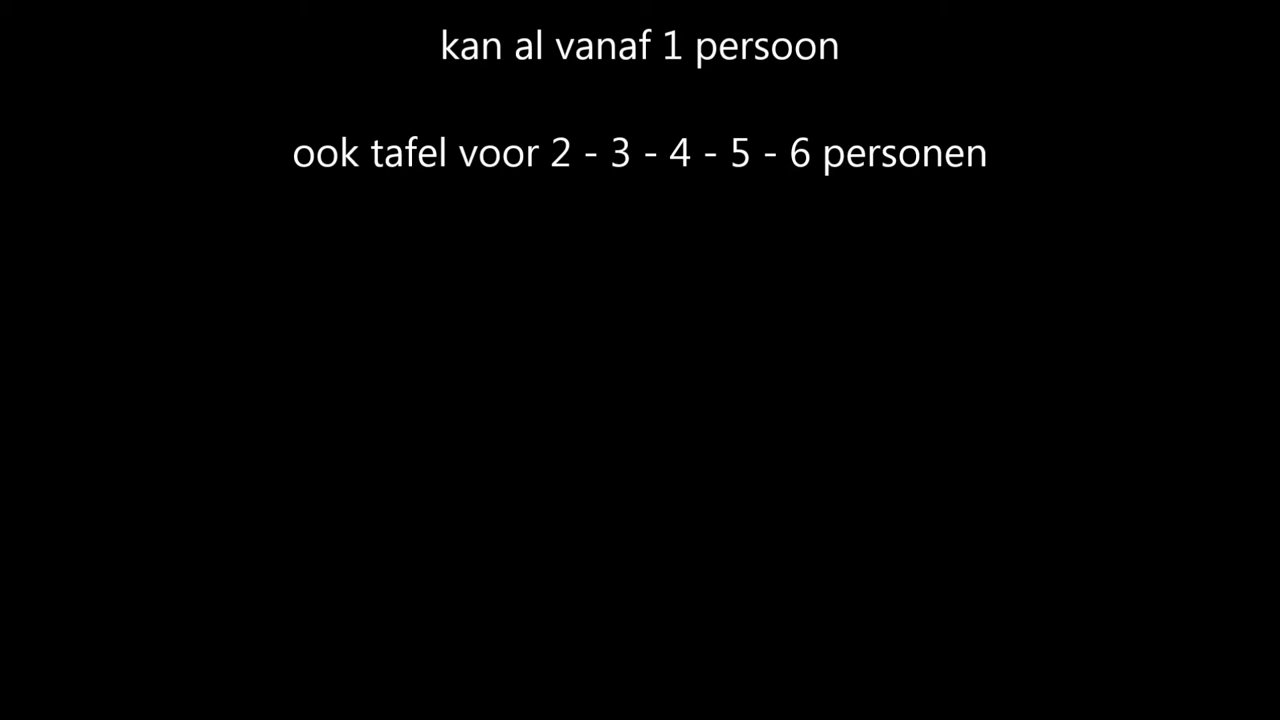 kan al vanaf 1 persoon
ook tafel voor 2 - 3 - 4 - 5 - 6 personen